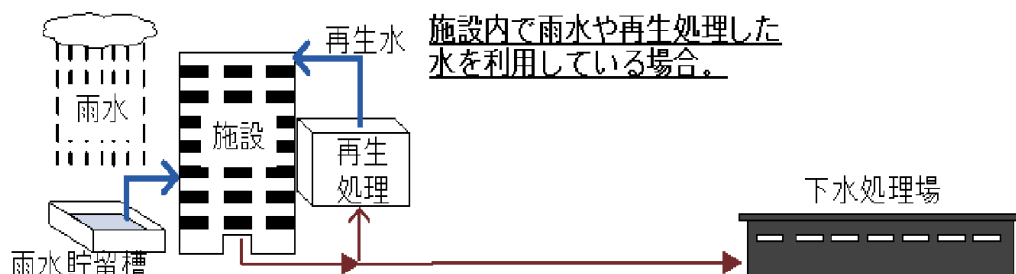 再生水
施設内で雨水や再生処理した
水を利用している場合。
雨水
施設
再生
処理
下水処理場
雨水貯留槽